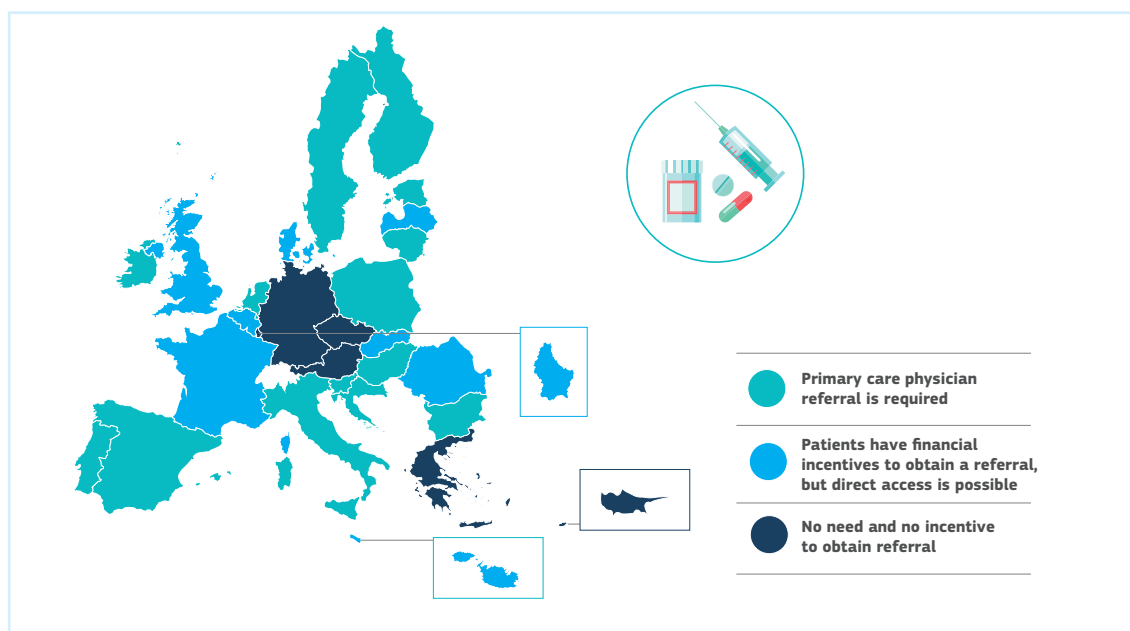 Primary care physician
referral is required
Patients have financial
incentives to obtain a referral,
but direct access is possible
No need and no incentive
to obtain referral